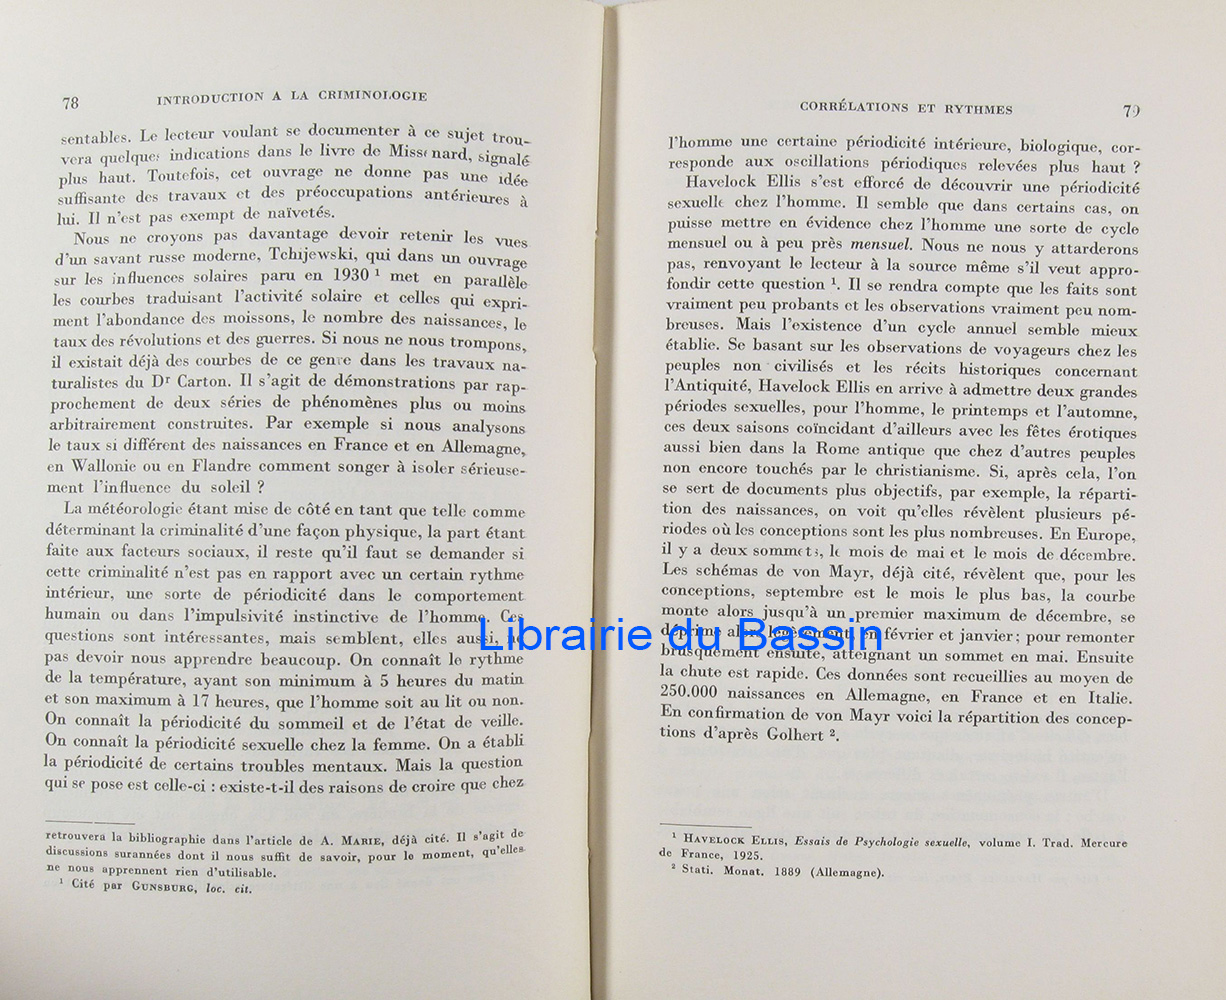 78
INTRODUCTION A LA CRIMINOLOGIE
sentables. Le lecteur voulant se documenter à ce sujet trou-
vera quelques indications dans le livre de Missenard, signalé
plus haut. Toutefois, cet ouvrage ne donne pas une idée
suffisante des travaux et des préoccupations antérieures à
lui. Il n'est pas exempt de naïvetés.
Nous ne croyons pas davantage devoir retenir les vues
d'un savant russe moderne, Tchijewski, qui dans un ouvrage
sur les influences solaires paru en 1930 ¹ met en parallèle
les courbes traduisant l'activité solaire et celles qui expri-
ment l'abondance des moissons, le nombre des naissances, le
taux des révolutions et des guerres. Si nous ne nous trompons,
il existait déjà des courbes de ce genre dans les travaux na-
turalistes du Dr Carton. Il s'agit de démonstrations par rap-
prochement de deux séries de phénomènes plus ou moins
arbitrairement construites. Par exemple si nous analysons
le taux si différent des naissances en France et en Allemagne,
en Wallonie ou en Flandre comment songer à isoler sérieuse-
ment l'influence du soleil ?
La météorologie étant mise de côté en tant que telle comme
déterminant la criminalité d'une façon physique, la part étant
faite aux facteurs sociaux, il reste qu'il faut se demander si
cette criminalité n'est pas en rapport avec un certain rythme
intérieur, une sorte de périodicité dans le comportement
humain ou dans l'impulsivité instinctive de l'homme. Ces
questions sont intéressantes, mais semblent, elles aussi, ne
pas devoir nous apprendre beaucoup. On connaît le rythme
de la température, ayant son minimum à 5 heures du matin
et son maximum à 17 heures, que l'homme soit au lit ou non.
On connaît la périodicité du sommeil et de l'état de veille.
On connaît la périodicité sexuelle chez la femme. On a établi
la périodicité de certains troubles mentaux. Mais la question
qui se pose est celle-ci : existe-t-il des raisons de croire que chez
retrouvera la bibliographie dans l'article de A. MARIE, déjà cité. Il s'agit de
discussions surannées dont il nous suffit de savoir, pour le moment, qu'elles
ne nous apprennent rien d'utilisable.
¹ Cité par GUNSBURG, loc. cit.
CORRÉLATIONS ET RYTHMES
79
l'homme une certaine périodicité intérieure, biologique, cor-
responde aux oscillations périodiques relevées plus haut ?
Havelock Ellis s'est efforcé de découvrir une périodicité
sexuelle chez l'homme. Il semble que dans certains cas, on
puisse mettre en évidence chez l'homme une sorte de cycle
mensuel ou à peu près mensuel. Nous ne nous y attarderons
pas, renvoyant le lecteur à la source même s'il veut appro-
fondir cette question ¹. Il se rendra compte que les faits sont
vraiment peu probants et les observations vraiment peu nom-
breuses. Mais l'existence d'un cycle annuel semble mieux
établie. Se basant sur les observations de voyageurs chez les
peuples non civilisés et les récits historiques concernant
l'Antiquité, Havelock Ellis en arrive à admettre deux grandes
périodes sexuelles, pour l'homme, le printemps et l'automne,
ces deux saisons coïncidant d'ailleurs avec les fêtes érotiques
aussi bien dans la Rome antique que chez d'autres peuples
non encore touchés par le christianisme. Si, après cela, l'on
se sert de documents plus objectifs, par exemple, la réparti-
tion des naissances, on voit qu'elles révèlent plusieurs pé-
riodes où les conceptions sont les plus nombreuses. En Europe,
il y a deux sommets, le mois de mai et le mois de décembre.
Les schémas de von Mayr, déjà cité, révèlent que, pour les
conceptions, septembre est le mois le plus bas, la courbe
monte alors jusqu'à un premier maximum de décembre, se
déprime alors légèrement en février et janvier ; pour remonter
brusquement ensuite, atteignant un sommet en mai. Ensuite
la chute est rapide. Ces données sont recueillies au moyen de
250.000 naissances en Allemagne, en France et en Italie.
En confirmation de von Mayr voici la répartition des concep-
tions d'après Golhert ².
¹ HAVELOCK ELLIS, Essais de Psychologie sexuelle, volume I. Trad. Mercure
de France, 1925.
² Stati. Monat. 1889 (Allemagne).
Librairie du Bassin